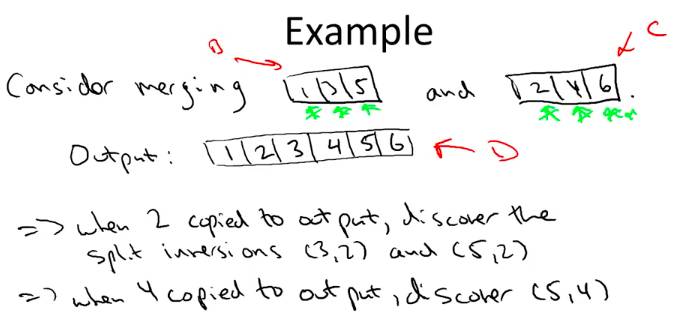 Example
B
C
Consider merging 1 3 5 and 2 4 6.
Output: 1 2 3 4 5 6
D
=> when 2 copied to output, discover the
split inversions (3,2) and (5,2)
=> when 4 copied to output, discover (5,4)